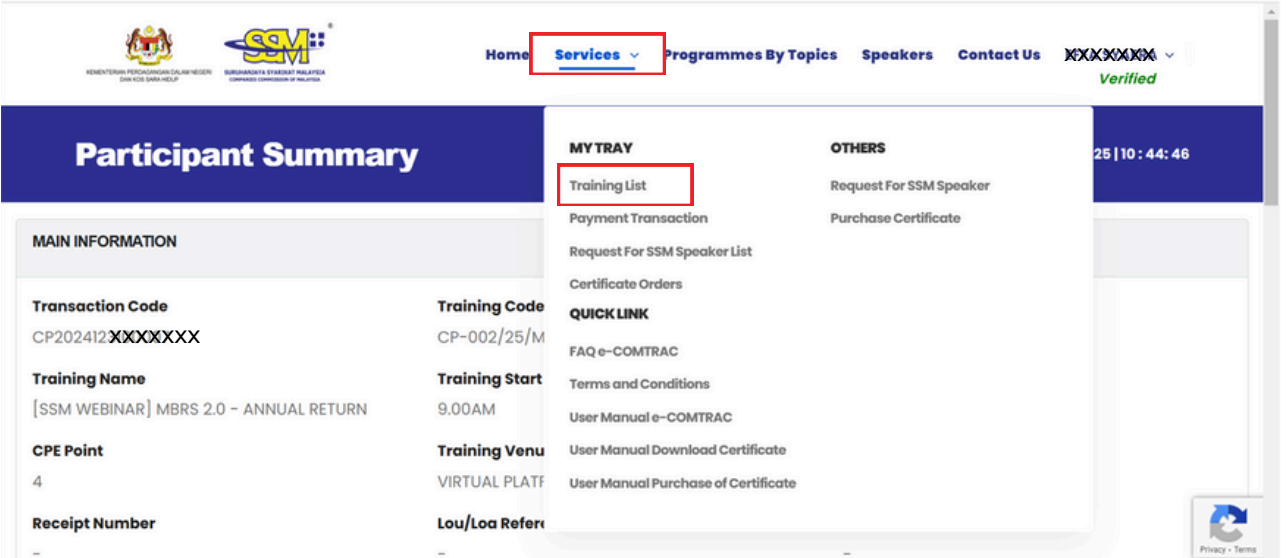 KEMENTERIAN PERDAGANGAN DALAM NEGERI
DAN KOS SARA HIDUP
SSM
SURUHANJAYA SYARIKAT MALAYSIA
COMPANIES COMMISSION OF MALAYSIA
Home
Services
Programmes By Topics
Speakers
Contact Us
Verified
Participant Summary
25 | 10 : 44: 46
MY TRAY
Training List
Payment Transaction
Request For SSM Speaker List
Certificate Orders
QUICK LINK
FAQ e-COMTRAC
Terms and Conditions
User Manual e-COMTRAC
User Manual Download Certificate
User Manual Purchase of Certificate
OTHERS
Request For SSM Speaker
Purchase Certificate
MAIN INFORMATION
Transaction Code
CP202412XXXXXXX
Training Code
CP-002/25/M
Training Name
[SSM WEBINAR] MBRS 2.0 - ANNUAL RETURN
Training Start
9.00AM
CPE Point
4
Training Venu
VIRTUAL PLATF
Receipt Number
-
Lou/Loa Refere
-
-
Privacy - Terms